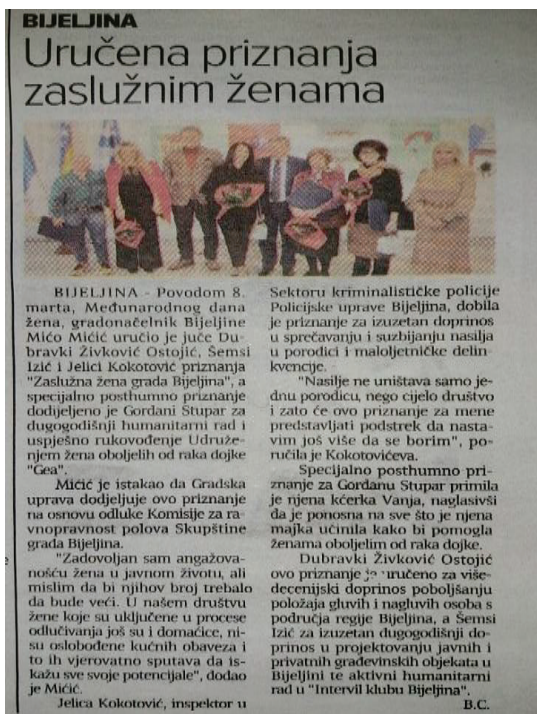 BIJELJINA
Uručena priznanja
zaslužnim ženama
BIJELJINA - Povodom 8.
marta, Međunarodnog dana
žena, gradonačelnik Bijeljine
Mićo Mićić uručio je juče Du-
bravki Živković Ostojić, Šemsi
Izić i Jelici Kokotović priznanja
"Zaslužna žena grada Bijeljina", a
specijalno posthumno priznanje
dodijeljeno je Gordani Stupar za
dugogodišnji humanitarni rad i
uspješno rukovođenje Udruže-
njem žena oboljelih od raka dojke
"Gea".
Mićić je istakao da Gradska
uprava dodjeljuje ovo priznanje
na osnovu odluke Komisije za ra-
vnopravnost polova Skupštine
grada Bijeljina.
"Zadovoljan sam angažova-
nošću žena u javnom životu, ali
mislim da bi njihov broj trebalo
da bude veći. U našem društvu
žene koje su uključene u procese
odlučivanja još su i domaćice, ni-
su oslobođene kućnih obaveza i
to ih vjerovatno sputava da is-
kažu sve svoje potencijale", dodao
je Mićić.
Jelica Kokotović, inspektor u
Sektoru kriminalističke policije
Policijske uprave Bijeljina, dobila
je priznanje za izuzetan doprinos
u sprečavanju i suzbijanju nasilja
u porodici i maloljetničke delin-
kvencije.
"Nasilje ne uništava samo je-
dnu porodicu, nego cijelo društvo
i zato će ovo priznanje za mene
predstavljati podstrek da nasta-
vim još više da se borim", po-
ručila je Kokotovićeva.
Specijalno posthumno pri-
znanje za Gordanu Stupar primila
je njena kćerka Vanja, naglasivši
da je ponosna na sve što je njena
majka učinila kako bi pomogla
ženama oboljelim od raka dojke.
Dubravki Živković Ostojić
ovo priznanje je uručeno za više-
decenijski doprinos poboljšanju
položaja gluvih i nagluvih osoba s
područja regije Bijeljina, a Šemsi
Izić za izuzetan dugogodišnji do-
prinos u projektovanju javnih i
privatnih građevinskih objekata u
Bijeljini te aktivni humanitarni
rad u "Intervil klubu Bijeljina".
B.C.